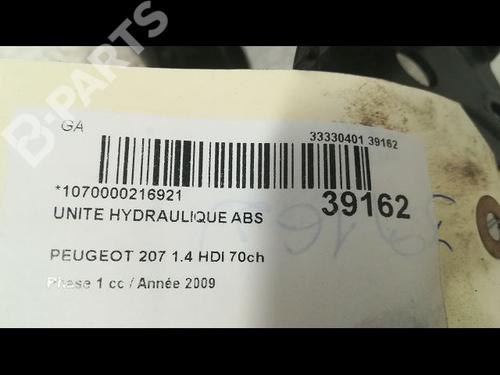 B-PARTS
GA
33330401 39162
*1070000216921
39162
UNITE HYDRAULIQUE ABS
PEUGEOT 207 1.4 HDI 70ch
Phase 1 cc / Année 2009